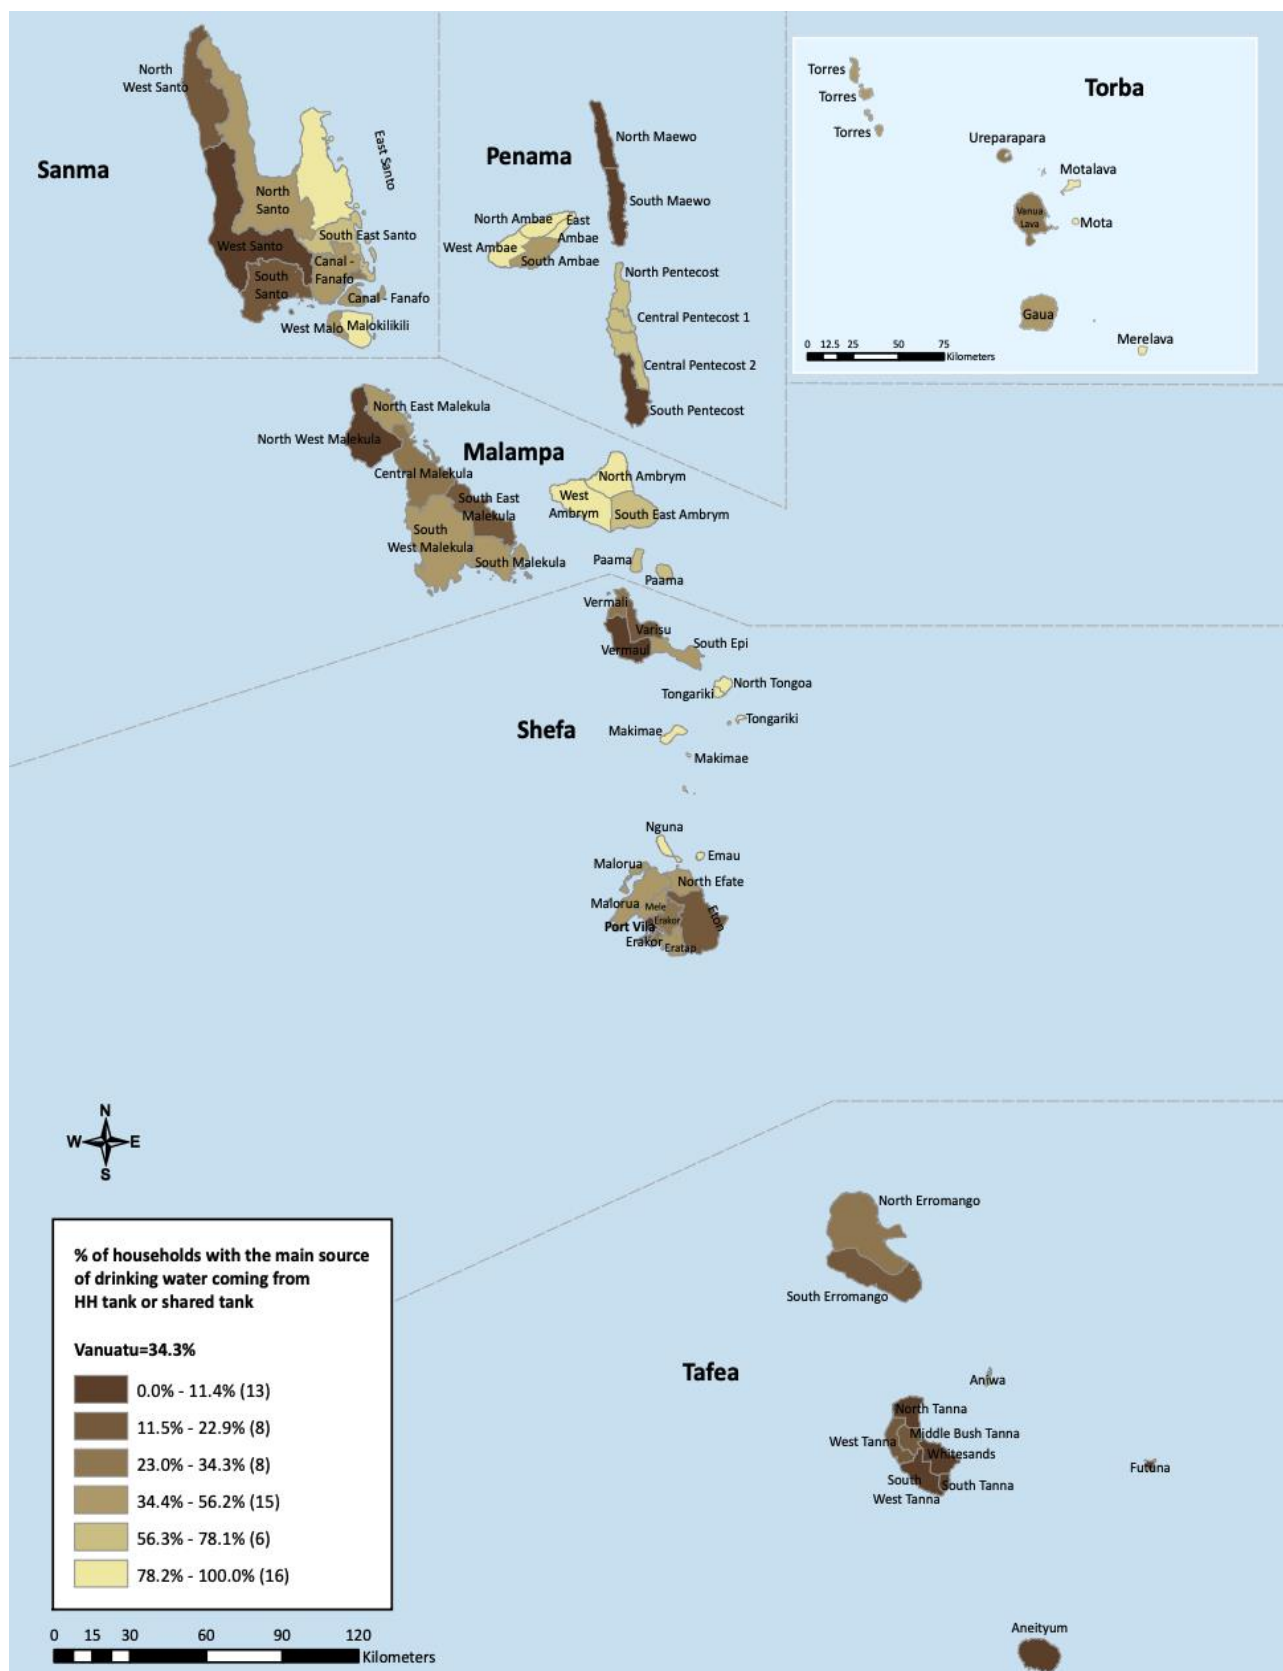 North
West Santo
Sanma
East Santo
North
Santo
South East Santo
West Santo
Canal -
Fanafo
South
Santo
Canal - Fanafo
West Malo
Malokilikili
Penama
North Maewo
South Maewo
North Ambae
East
Ambae
West Ambae
South Ambae
North Pentecost
Central Pentecost 1
Central Pentecost 2
South Pentecost
Torba
Torres
Torres
Torres
Ureparapara
Motalava
Vanua
Lava
Mota
Gaua
Merelava
0 12.5 25 50 75
Kilometers
North East Malekula
North West Malekula
Malampa
Central Malekula
South East
Malekula
South
West Malekula
South Malekula
North Ambrym
West
Ambrym
South East Ambrym
Paama
Paama
Vermali
Varisu
Vermaul
South Epi
North Tongoa
Tongariki
Tongariki
Shefa
Makimae
Makimae
Nguna
Emau
Malorua
North Efate
Malorua
Mele
Eton
Erakor
Port Vila
Erakor
Eratap
N
W E
S
North Erromango
South Erromango
Tafea
Aniwa
North Tanna
Middle Bush Tanna
West Tanna
Whitesands
South
West Tanna
South Tanna
Futuna
Aneityum
% of households with the main source
of drinking water coming from
HH tank or shared tank
Vanuatu=34.3%
0.0% - 11.4% (13)
11.5% - 22.9% (8)
23.0% - 34.3% (8)
34.4% - 56.2% (15)
56.3% - 78.1% (6)
78.2% - 100.0% (16)
0 15 30 60 90 120
Kilometers